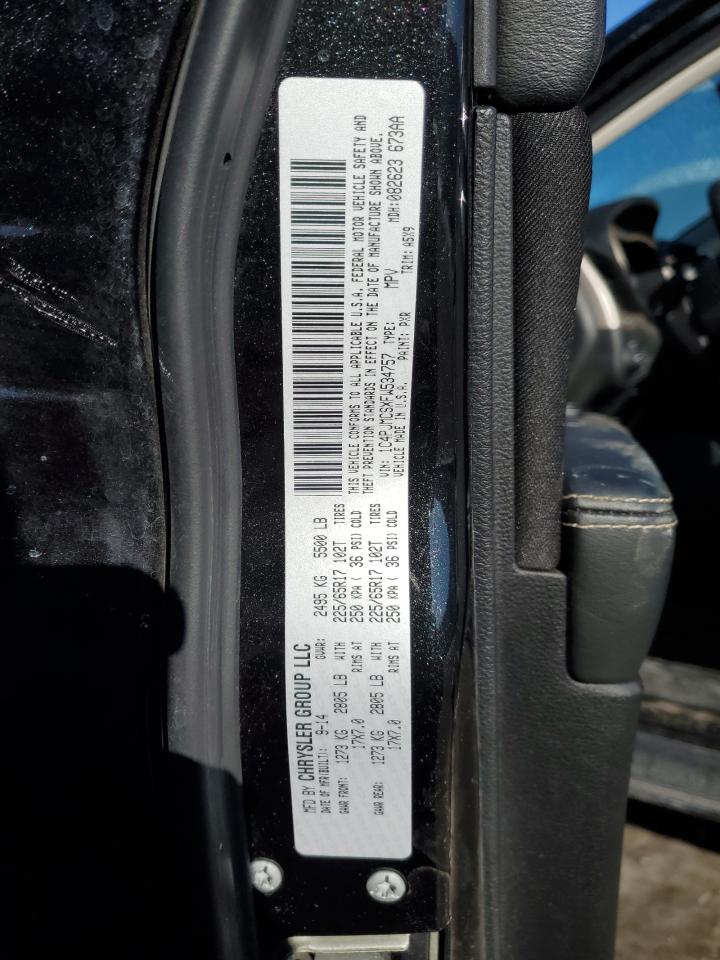 MFD BY CHRYSLER GROUP LLC
DATE OF MFR(BUILT): 9-14 GVWR: 2495 KG 5500 LB
GAWR FRONT: 1273 KG 2805 LB WITH 225/65R17 102T TIRES
17X7.0 RIMS AT 250 KPA ( 36 PSI) COLD
GAWR REAR: 1273 KG 2805 LB WITH 225/65R17 102T TIRES
17X7.0 RIMS AT 250 KPA ( 36 PSI) COLD
THIS VEHICLE CONFORMS TO ALL APPLICABLE U.S.A. FEDERAL MOTOR VEHICLE SAFETY AND
THEFT PREVENTION STANDARDS IN EFFECT ON THE DATE OF MANUFACTURE SHOWN ABOVE.
VIN: 1C4PJMCSXFW534757 TYPE: MPV MDH:082623 673AA
VEHICLE MADE IN U.S.A. PAINT: PXR TRIM: A5X9